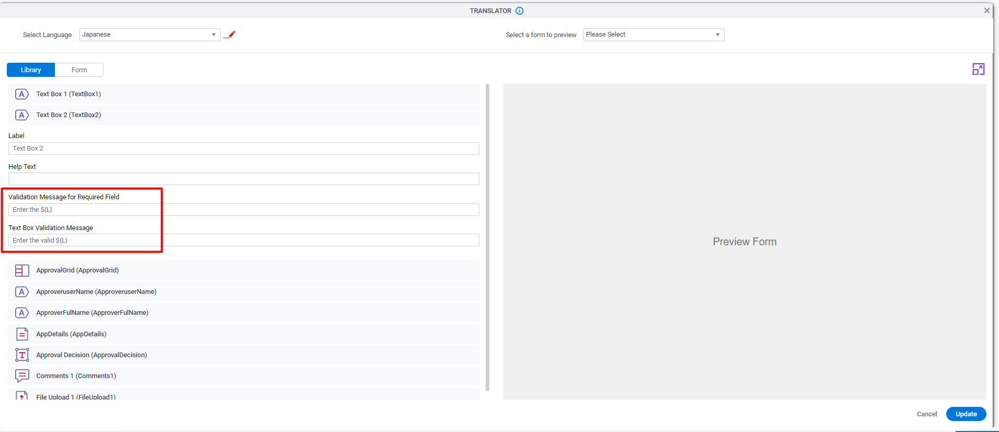 TRANSLATOR
Select Language
Japanese
Select a form to preview
Please Select
Library
Form
Text Box 1 (TextBox1)
Text Box 2 (TextBox2)
Label
Text Box 2
Help Text
Validation Message for Required Field
Enter the ${L}
Text Box Validation Message
Enter the valid ${L}
Preview Form
ApprovalGrid (ApprovalGrid)
ApproveruserName (ApproveruserName)
ApproverFulName (ApproverFulName)
AppDetails (AppDetails)
Approval Decision (ApprovalDecision)
Comments 1 (Comments1)
File Upload 1 (FileUpload1)
Cancel
Update